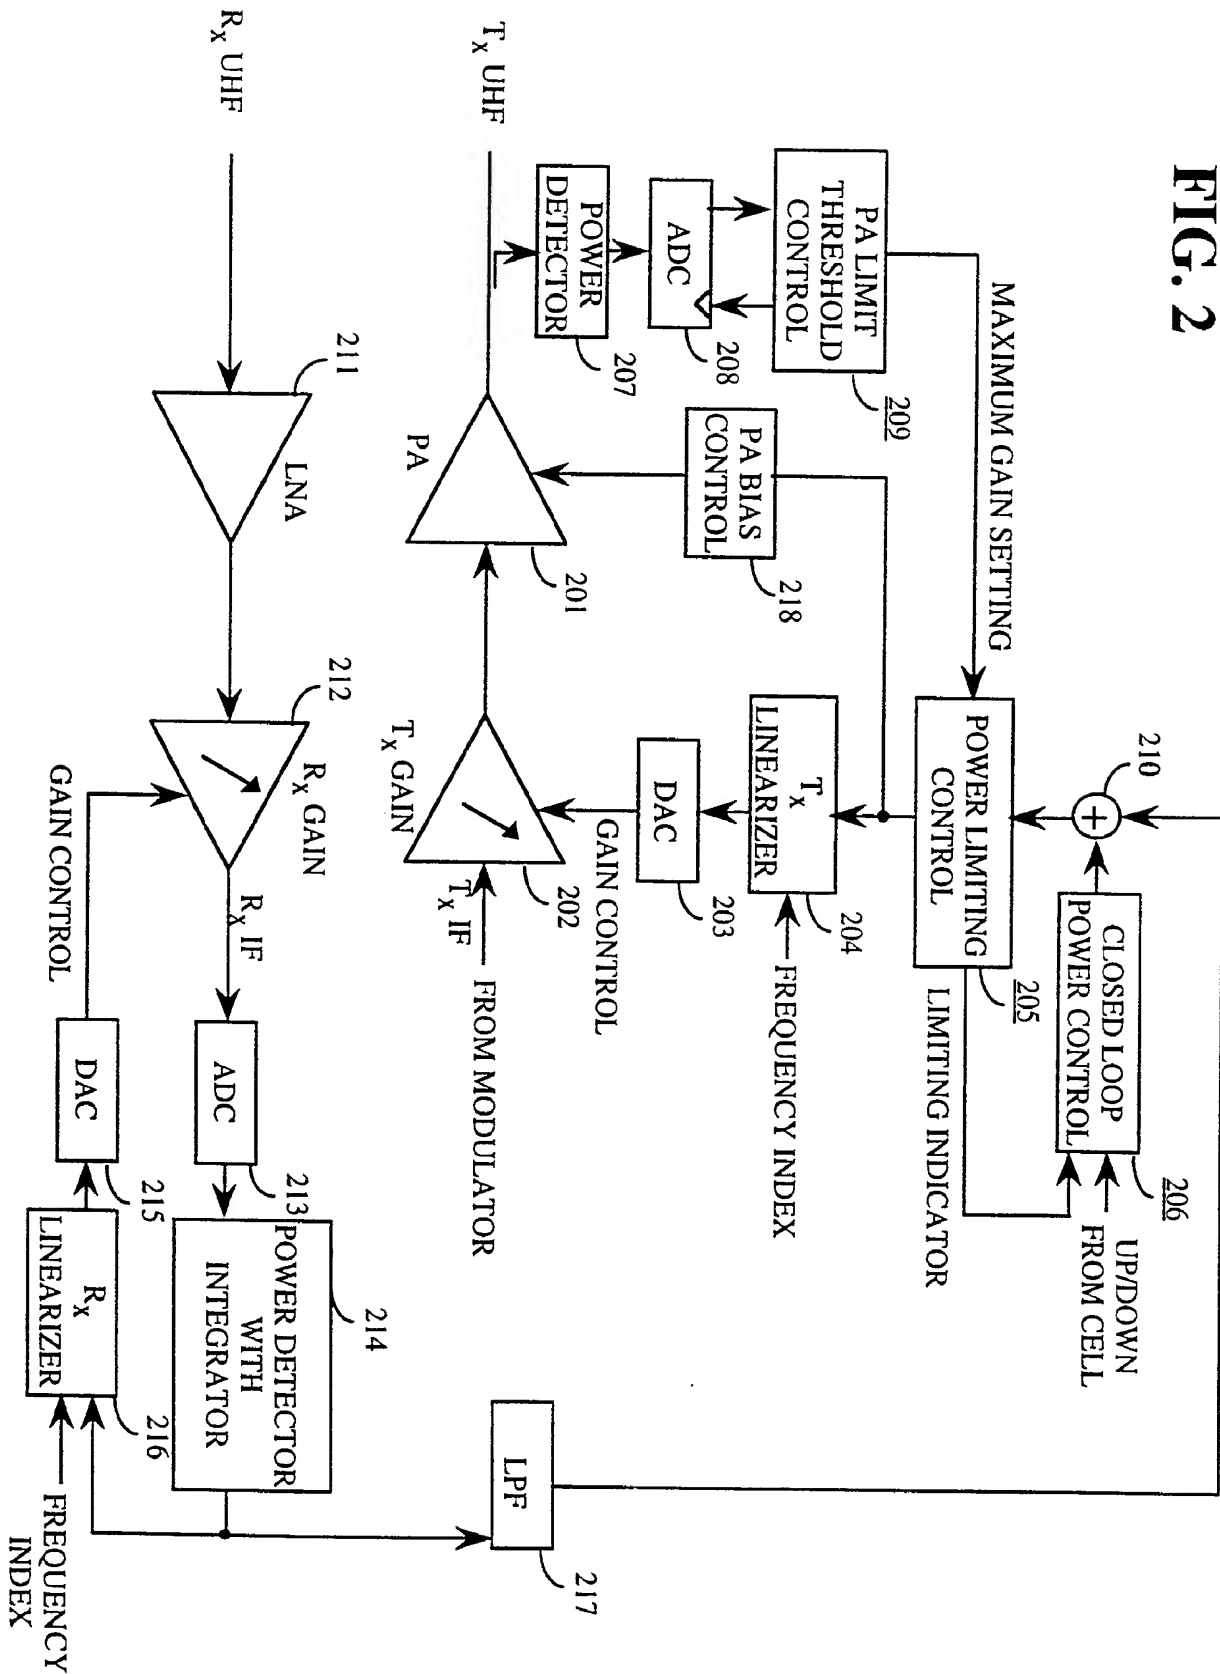 FIG. 2
210
CLOSED LOOP
POWER CONTROL
206
UP/DOWN
FROM CELL
MAXIMUM GAIN SETTING
POWER LIMITING
CONTROL
205
LIMITING INDICATOR
PA LIMIT
THRESHOLD
CONTROL
209
PA BIAS
CONTROL
218
Tx
LINEARIZER
204
FREQUENCY INDEX
ADC
208
DAC
203
POWER
DETECTOR
207
GAIN CONTROL
Tx UHF
PA
201
Tx GAIN
202
Tx IF
FROM MODULATOR
LPF
217
Rx UHF
211
LNA
212
Rx GAIN
Rx IF
ADC
213
POWER DETECTOR
WITH
INTEGRATOR
214
GAIN CONTROL
DAC
215
Rx
LINEARIZER
216
FREQUENCY
INDEX